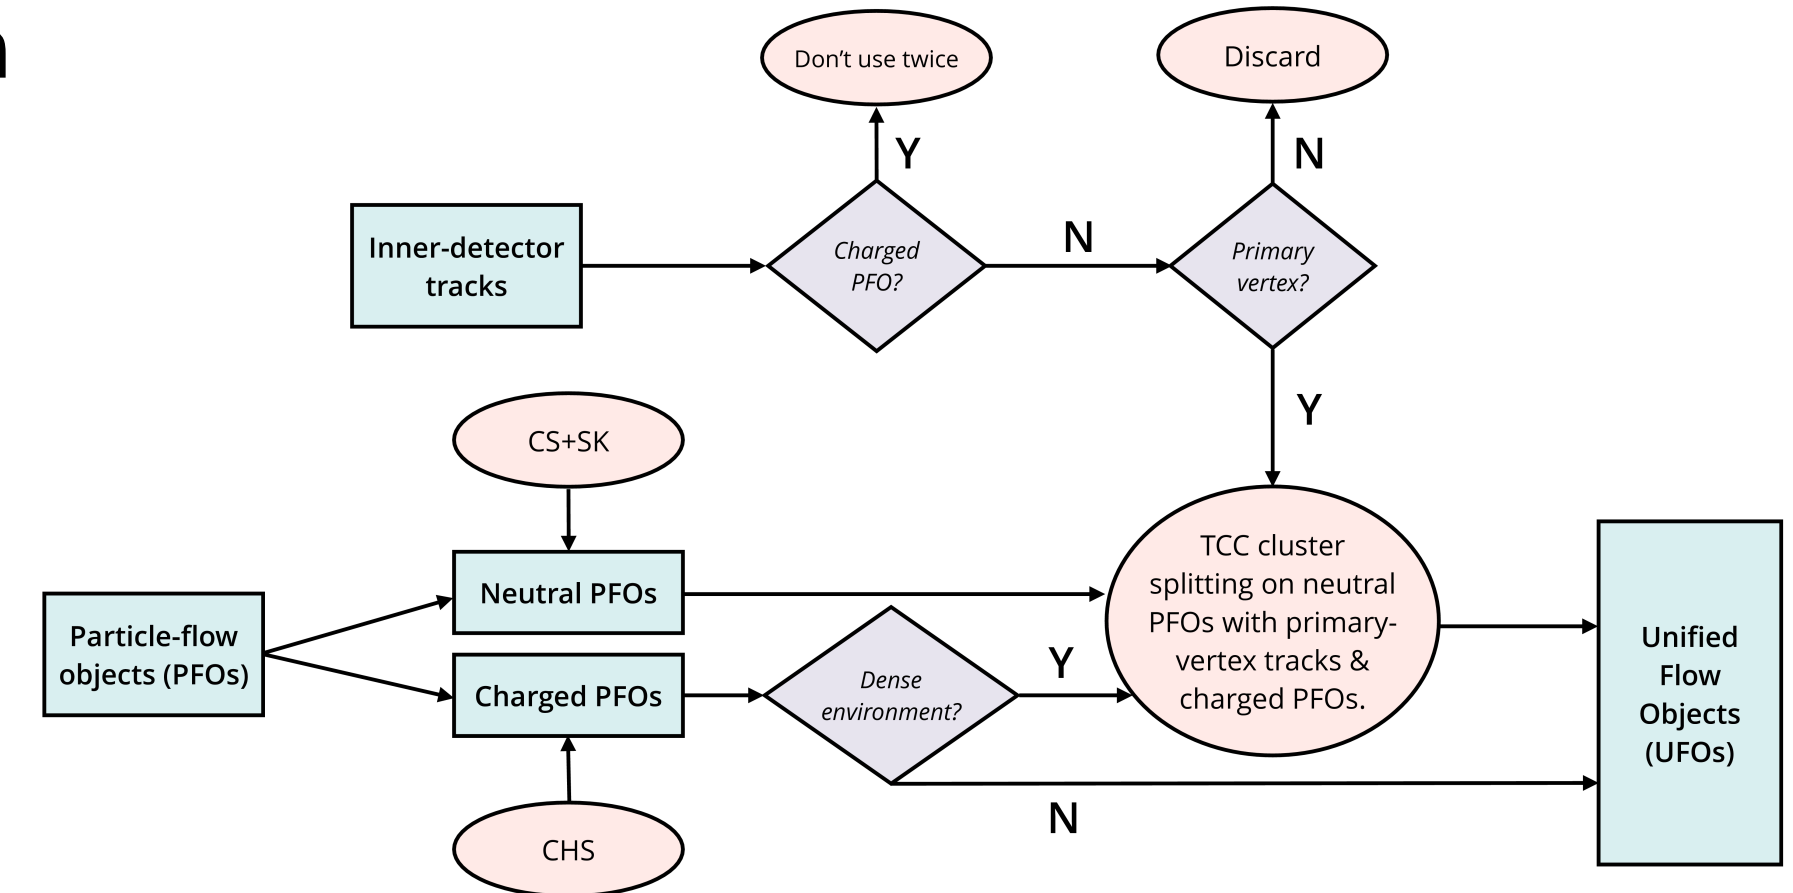 n
Don't use twice
Discard
Y
N
Inner-detector
tracks
Charged
PFO?
N
Primary
vertex?
Y
CS+SK
Neutral PFOs
Particle-flow
objects (PFOs)
Charged PFOs
Dense
environment?
Y
N
CHS
TCC cluster
splitting on neutral
PFOs with primary-
vertex tracks &
charged PFOs.
Unified
Flow
Objects
(UFOs)